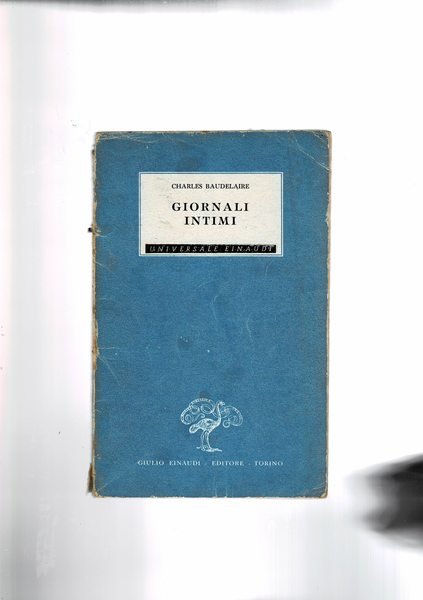 CHARLES BAUDELAIRE
GIORNALI
INTIMI
UNIVERSALE EINAUDI
GIULIO EINAUDI - EDITORE - TORINO